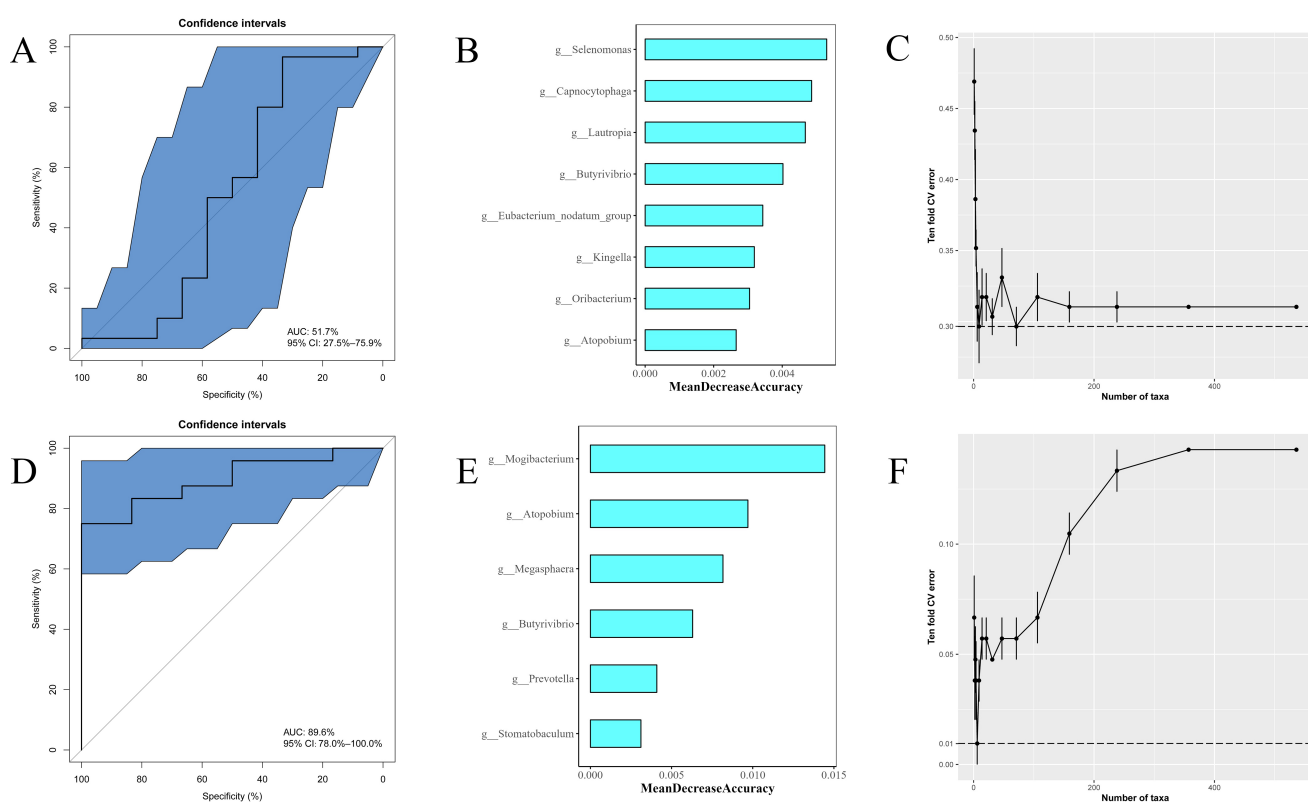 Confidence intervals
A
Sensitivity (%)
100
80
60
40
20
0
AUC: 51.7%
95% CI: 27.5%–75.9%
100 80 60 40 20 0
Specificity (%)
B
g__Selenomonas
g__Capnocytophaga
g__Lautropia
g__Butyrivibrio
g__Eubacterium_nodatum_group
g__Kingella
g__Oribacterium
g__Atopobium
0.000 0.002 0.004
MeanDecreaseAccuracy
C
Ten fold CV error
0.50
0.45
0.40
0.35
0.30
0 200 400
Number of taxa
Confidence intervals
D
Sensitivity (%)
100
80
60
40
20
0
AUC: 89.6%
95% CI: 78.0%–100.0%
100 80 60 40 20 0
Specificity (%)
E
g__Mogibacterium
g__Atopobium
g__Megasphaera
g__Butyrivibrio
g__Prevotella
g__Stomatobaculum
0.000 0.005 0.010 0.015
MeanDecreaseAccuracy
F
Ten fold CV error
0.10
0.05
0.01
0.00
0 200 400
Number of taxa